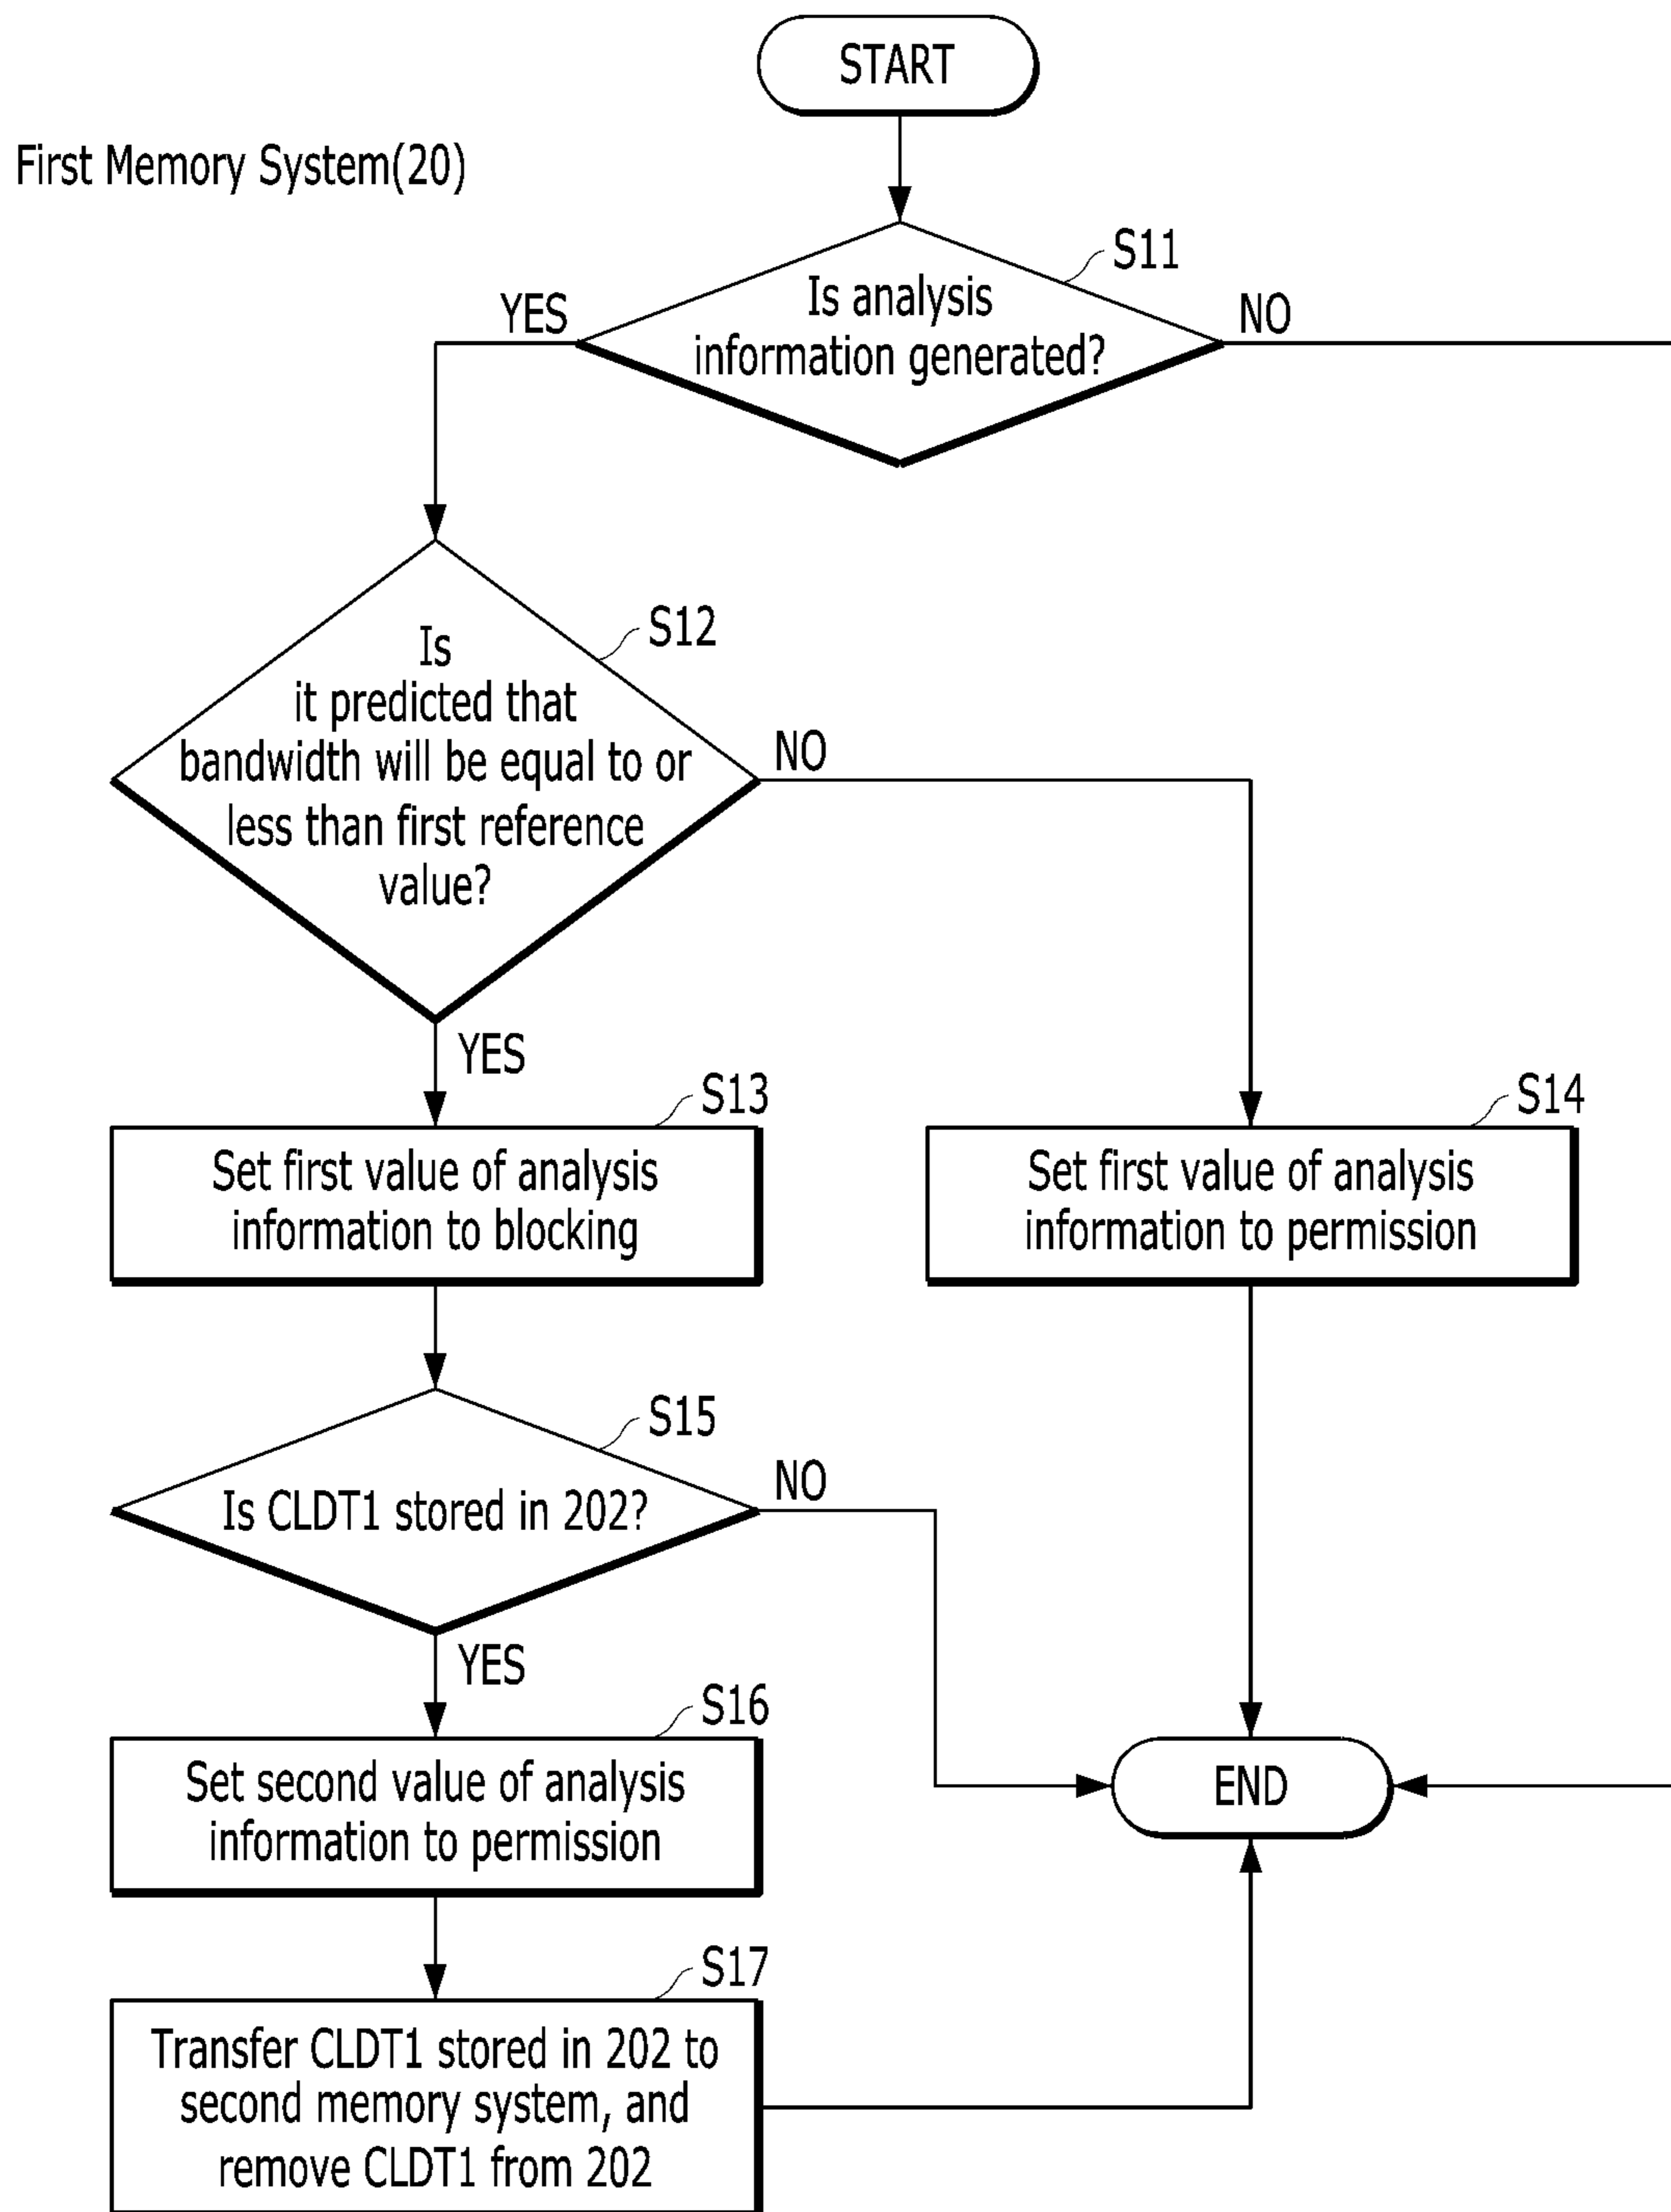 START
First Memory System(20)
S11
Is analysis
information generated?
YES
NO
S12
Is
it predicted that
bandwidth will be equal to or
less than first reference
value?
NO
YES
S13
Set first value of analysis
information to blocking
S14
Set first value of analysis
information to permission
S15
Is CLDT1 stored in 202?
NO
YES
S16
Set second value of analysis
information to permission
END
S17
Transfer CLDT1 stored in 202 to
second memory system, and
remove CLDT1 from 202